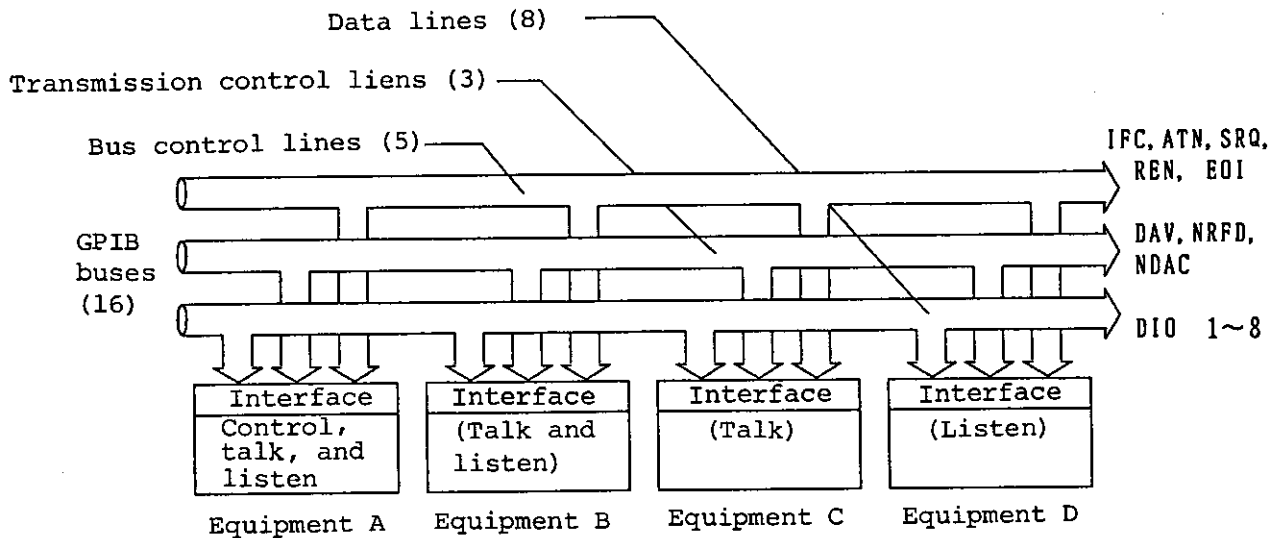 Data lines (8)
Transmission control liens (3)
Bus control lines (5)
IFC, ATN, SRQ,
REN, EOI
GPIB
buses
(16)
DAV, NRFD,
NDAC
DIO 1~8
Interface
Control,
talk, and
listen
Equipment A
Interface
(Talk and
listen)
Equipment B
Interface
(Talk)
Equipment C
Interface
(Listen)
Equipment D